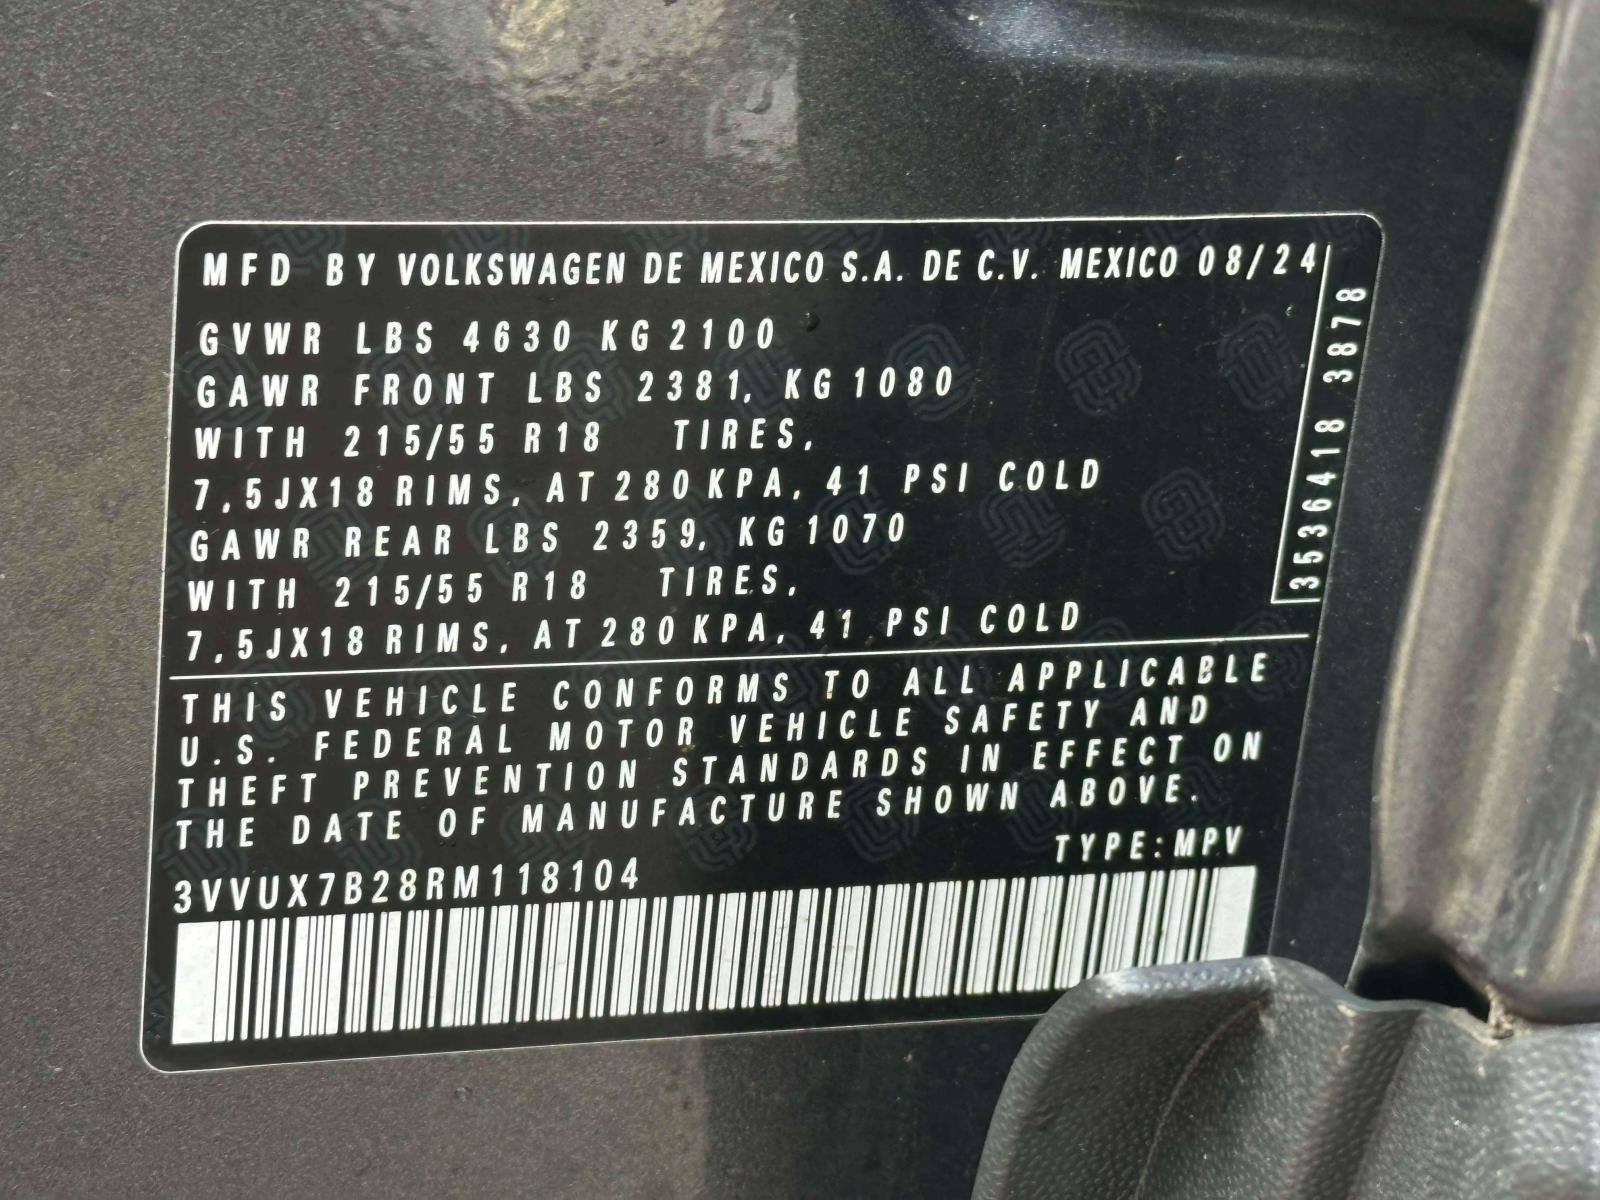 MFD BY VOLKSWAGEN DE MEXICO S.A. DE C.V. MEXICO 08/24
GVWR LBS 4630 KG 2100
GAWR FRONT LBS 2381, KG 1080
WITH 215/55 R18 TIRES,
7,5JX18 RIMS, AT 280 KPA, 41 PSI COLD
GAWR REAR LBS 2359, KG 1070
WITH 215/55 R18 TIRES,
7,5JX18 RIMS, AT 280 KPA, 41 PSI COLD
3536418 3878
THIS VEHICLE CONFORMS TO ALL APPLICABLE
U.S. FEDERAL MOTOR VEHICLE SAFETY AND
THEFT PREVENTION STANDARDS IN EFFECT ON
THE DATE OF MANUFACTURE SHOWN ABOVE.
TYPE: MPV
3VVUX7B28RM118104